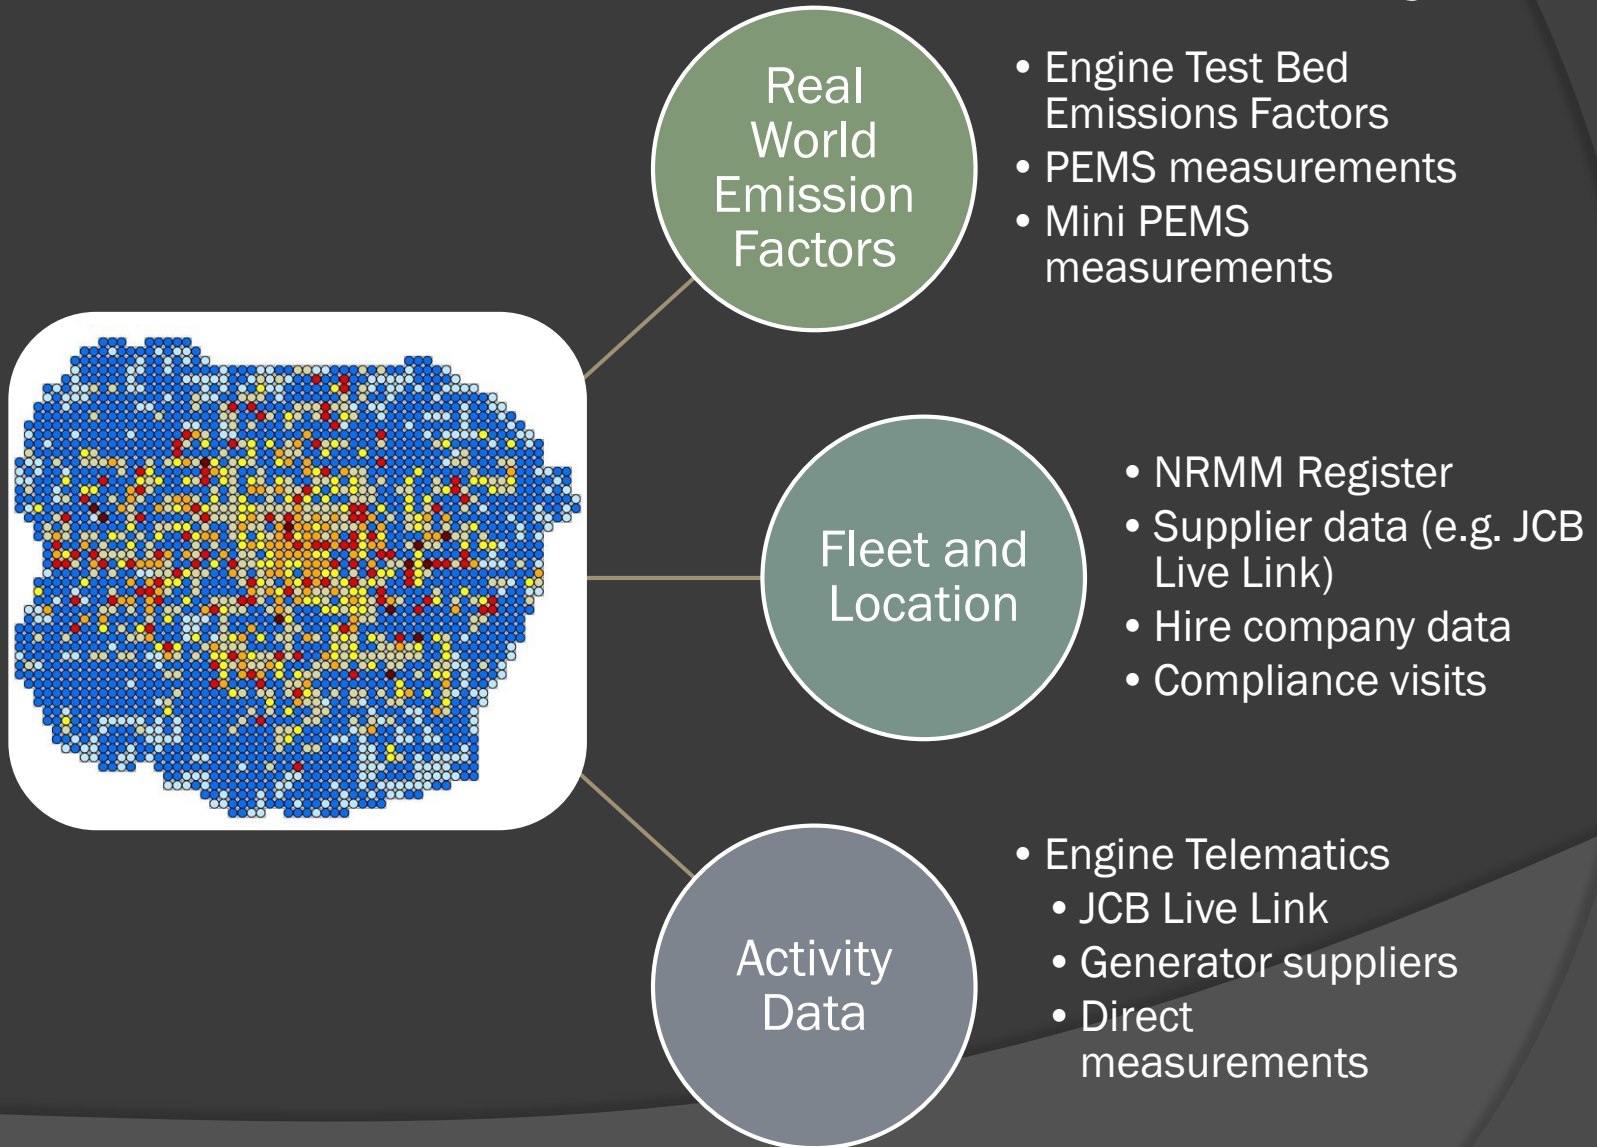 Real
World
Emission
Factors
• Engine Test Bed
Emissions Factors
• PEMS measurements
• Mini PEMS
measurements
Fleet and
Location
• NRMM Register
• Supplier data (e.g. JCB
Live Link)
• Hire company data
• Compliance visits
Activity
Data
• Engine Telematics
• JCB Live Link
• Generator suppliers
• Direct
measurements